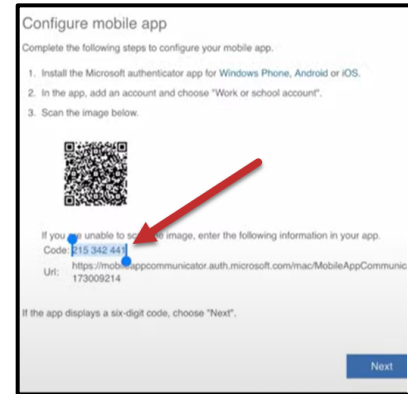 Configure mobile app
Complete the following steps to configure your mobile app.
1. Install the Microsoft authenticator app for Windows Phone, Android or iOS.
2. In the app, add an account and choose "Work or school account".
3. Scan the image below.
If you are unable to scan the image, enter the following information in your app.
Code: 215 342 441
Url: https://mobileappcommunicator.auth.microsoft.com/mac/MobileAppCommunic
173009214
If the app displays a six-digit code, choose "Next".
Next